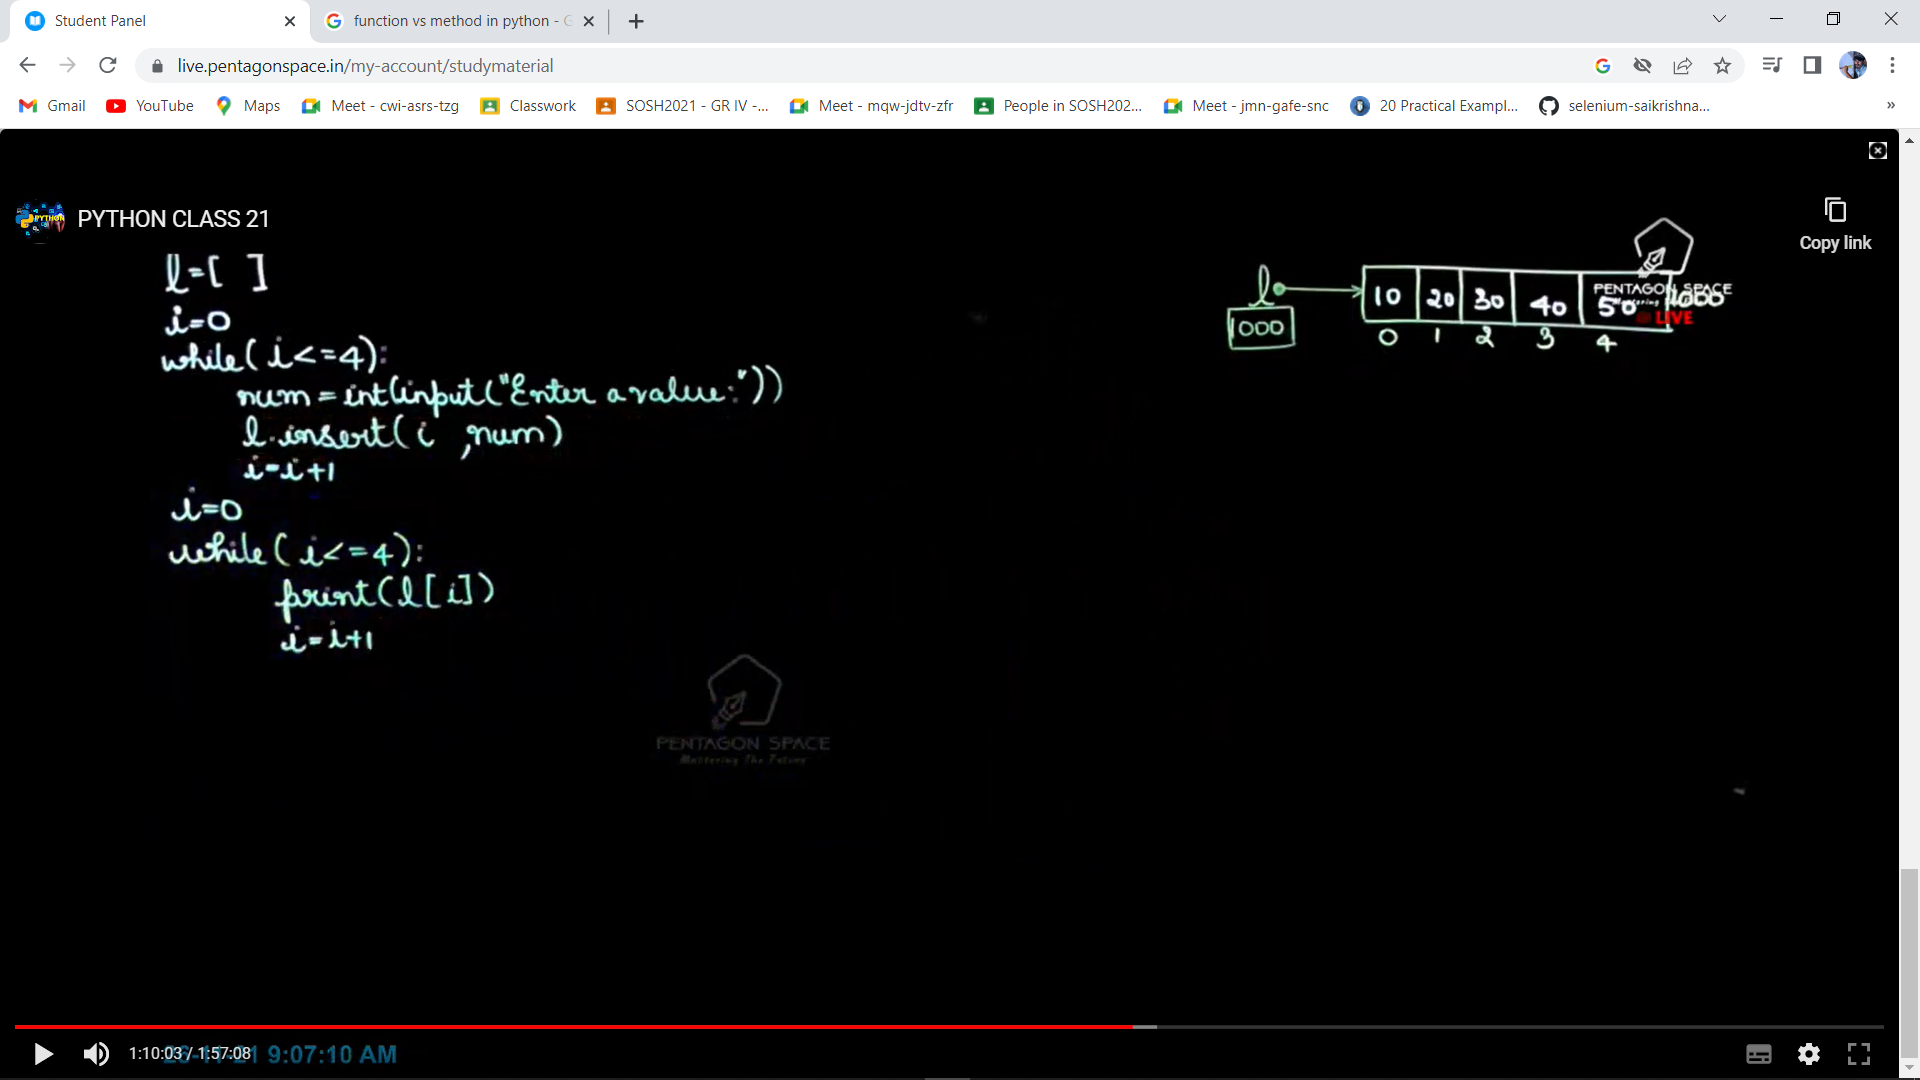 Student Panel
function vs method in python - G
live.pentagonspace.in/my-account/studymaterial
Gmail
YouTube
Maps
Meet - cwi-asrs-tzg
Classwork
SOSH2021 - GR IV -...
Meet - mqw-jdtv-zfr
People in SOSH202...
Meet - jmn-gafe-snc
20 Practical Exampl...
selenium-saikrishna...
PYTHON CLASS 21
Copy link
l=[ ]
i=0
while(i<=4):
num=int(input("Enter a value:"))
l.insert(i ,num)
i=i+1
i=0
while(i<=4):
print(l[i])
i=i+1
l
1000
10 20 30 40 50 1000
0 1 2 3 4
PENTAGON SPACE
LIVE
PENTAGON SPACE
Mastering The Future
1:10:03 / 1:57:08
9:07:10 AM